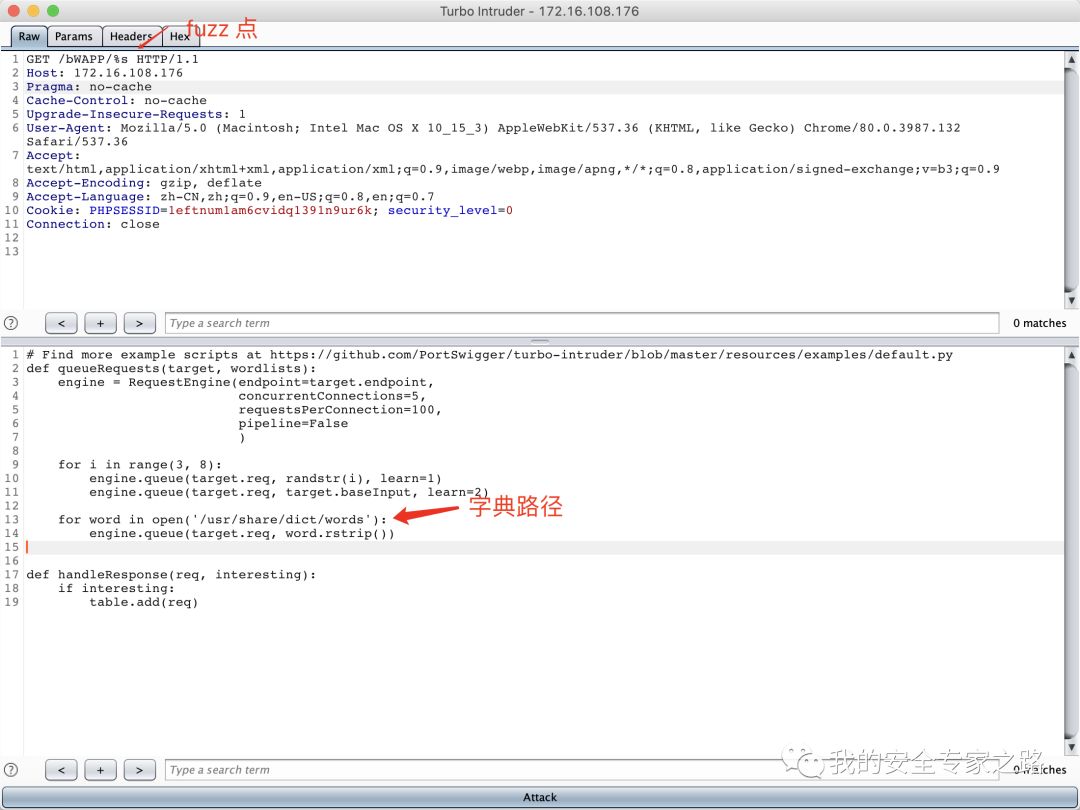 Turbo Intruder - 172.16.108.176
Raw Params Headers Hex
fuzz 点
1 GET /bWAPP/%s HTTP/1.1
2 Host: 172.16.108.176
3 Pragma: no-cache
4 Cache-Control: no-cache
5 Upgrade-Insecure-Requests: 1
6 User-Agent: Mozilla/5.0 (Macintosh; Intel Mac OS X 10_15_3) AppleWebKit/537.36 (KHTML, like Gecko) Chrome/80.0.3987.132
Safari/537.36
7 Accept:
text/html,application/xhtml+xml,application/xml;q=0.9,image/webp,image/apng,*/*;q=0.8,application/signed-exchange;v=b3;q=0.9
8 Accept-Encoding: gzip, deflate
9 Accept-Language: zh-CN,zh;q=0.9,en-US;q=0.8,en;q=0.7
10 Cookie: PHPSESSID=1eftnum1am6cvidql391n9ur6k; security_level=0
11 Connection: close
12
13
? < + > Type a search term 0 matches
1 # Find more example scripts at https://github.com/PortSwigger/turbo-intruder/blob/master/resources/examples/default.py
2 def queueRequests(target, wordlists):
3 engine = RequestEngine(endpoint=target.endpoint,
4 concurrentConnections=5,
5 requestsPerConnection=100,
6 pipeline=False
7 )
8
9 for i in range(3, 8):
10 engine.queue(target.req, randstr(i), learn=1)
11 engine.queue(target.req, target.baseInput, learn=2)
12
字典路径
13 for word in open('/usr/share/dict/words'):
14 engine.queue(target.req, word.rstrip())
15
16
17 def handleResponse(req, interesting):
18 if interesting:
19 table.add(req)
我的安全专家之路
? < + > Type a search term 0 matches
Attack